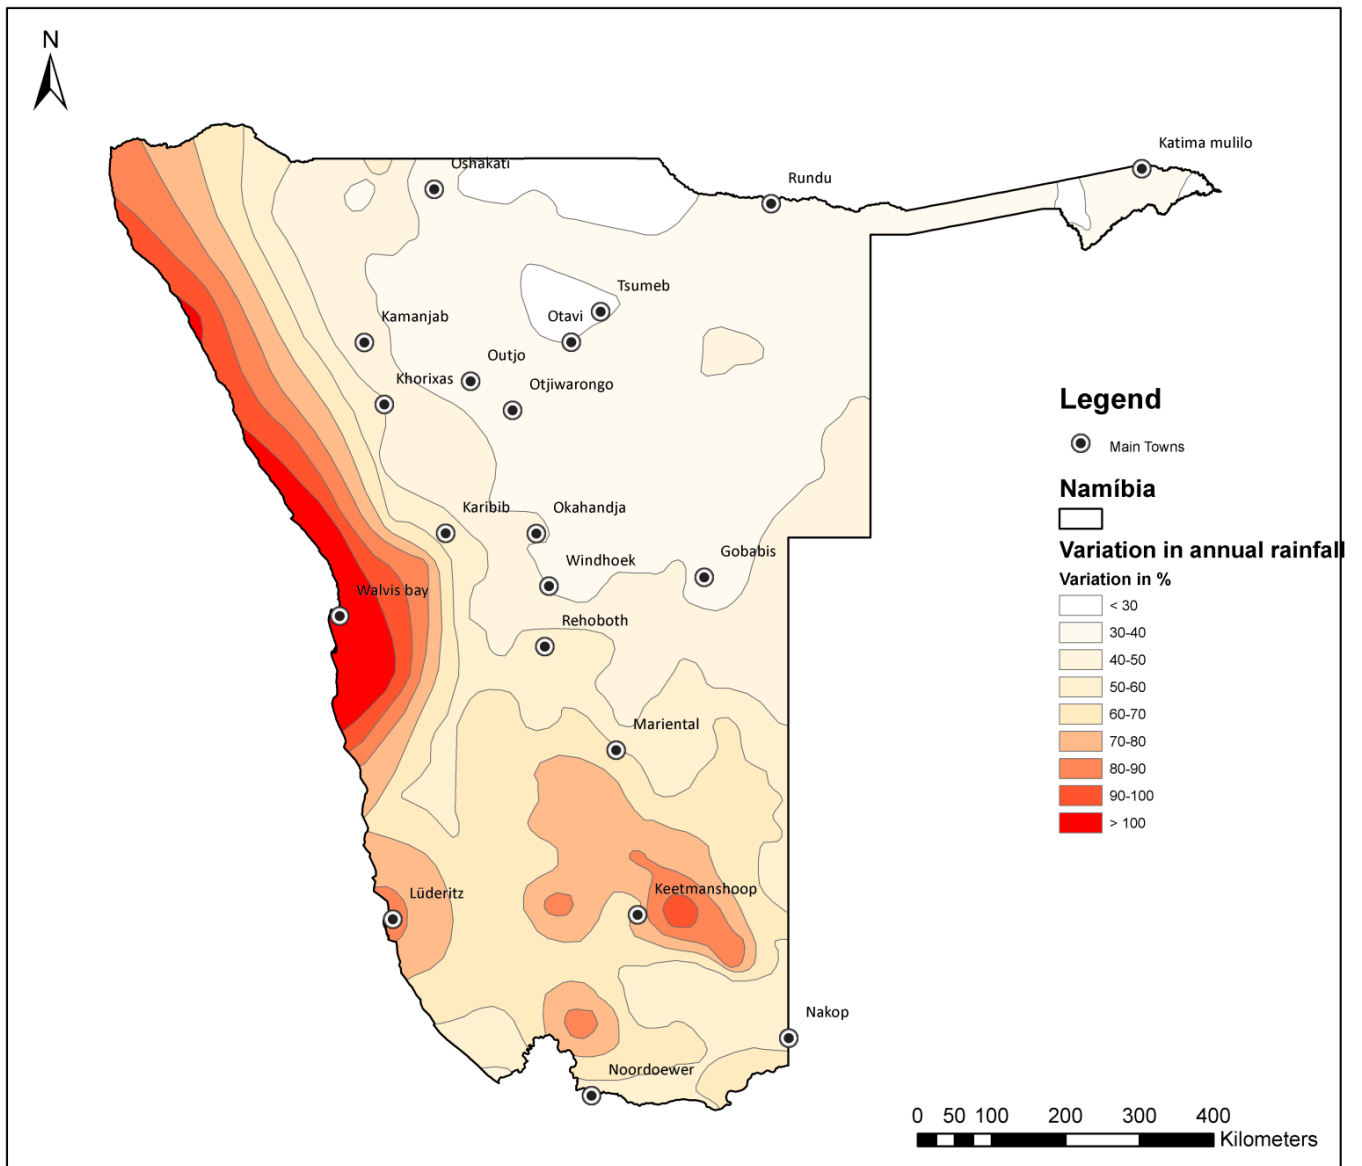 N
Katima mulilo
Oshakati
Rundu
Tsumeb
Kamanjab
Otavi
Outjo
Khorixas
Otjiwarongo
Karibib
Okahandja
Windhoek
Gobabis
Walvis bay
Rehoboth
Mariental
Lüderitz
Keetmanshoop
Nakop
Noordoewer
Legend
Main Towns
Namíbia
Variation in annual rainfall
Variation in %
< 30
30-40
40-50
50-60
60-70
70-80
80-90
90-100
> 100
0 50 100 200 300 400
Kilometers